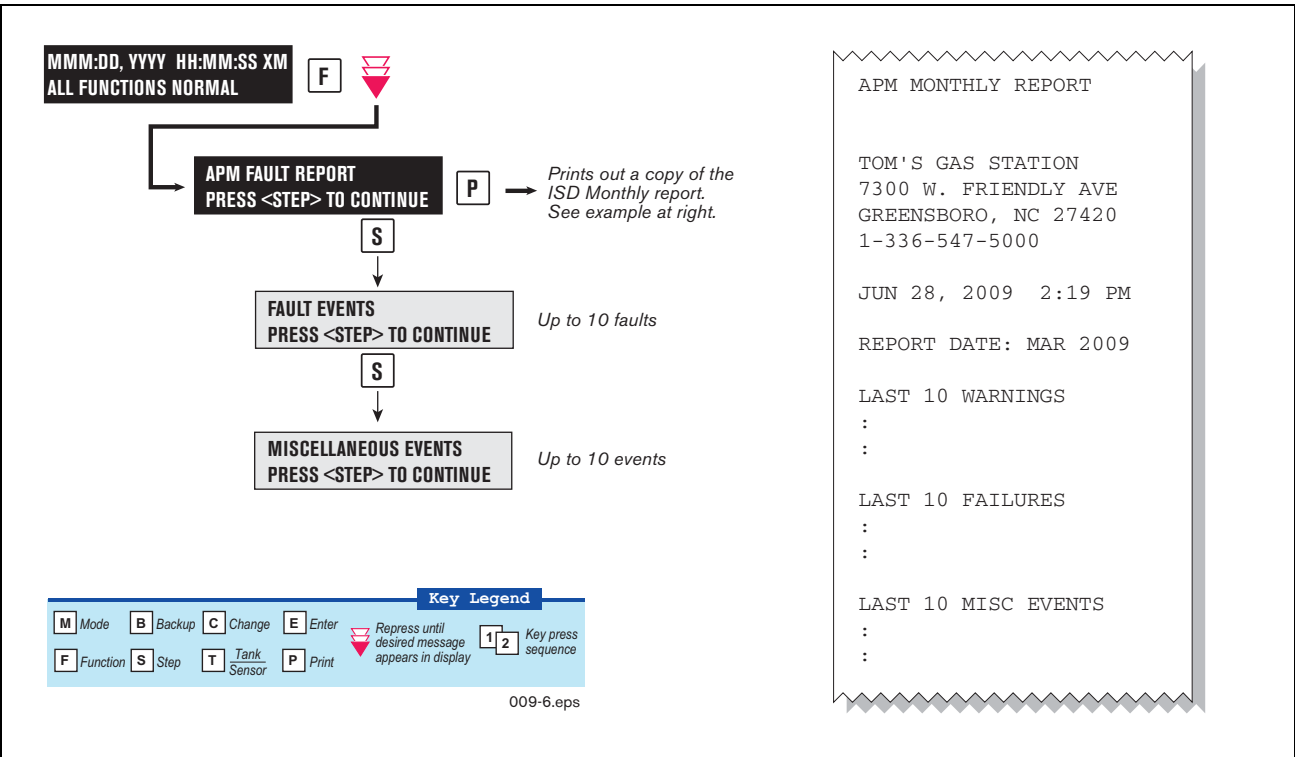 MMM:DD, YYYY HH:MM:SS XM
ALL FUNCTIONS NORMAL
F
APM FAULT REPORT
PRESS <STEP> TO CONTINUE
P
Prints out a copy of the
ISD Monthly report.
See example at right.
S
FAULT EVENTS
PRESS <STEP> TO CONTINUE
Up to 10 faults
S
MISCELLANEOUS EVENTS
PRESS <STEP> TO CONTINUE
Up to 10 events
Key Legend
M Mode
B Backup
C Change
E Enter
F Function
S Step
T Tank
Sensor
P Print
Repress until
desired message
appears in display
1 2
Key press
sequence
009-6.eps
APM MONTHLY REPORT
TOM'S GAS STATION
7300 W. FRIENDLY AVE
GREENSBORO, NC 27420
1-336-547-5000
JUN 28, 2009 2:19 PM
REPORT DATE: MAR 2009
LAST 10 WARNINGS
:
:
LAST 10 FAILURES
:
:
LAST 10 MISC EVENTS
:
: